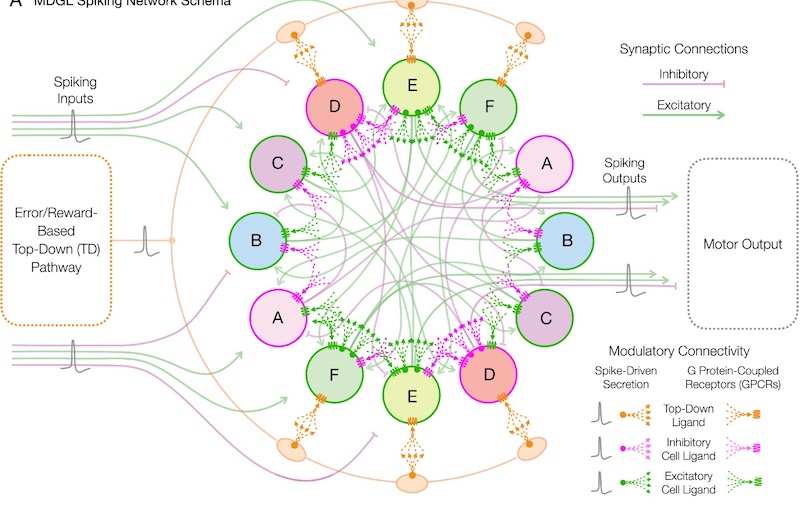 A MDGL Spiking Network Schema
Synaptic Connections
Inhibitory
Excitatory
Spiking
Inputs
Spiking
Outputs
Error/Reward-
Based
Top-Down (TD)
Pathway
Motor Output
E
D
F
C
A
B
B
A
C
F
D
E
Modulatory Connectivity
Spike-Driven
Secretion
G Protein-Coupled
Receptors (GPCRs)
Top-Down
Ligand
Inhibitory
Cell Ligand
Excitatory
Cell Ligand